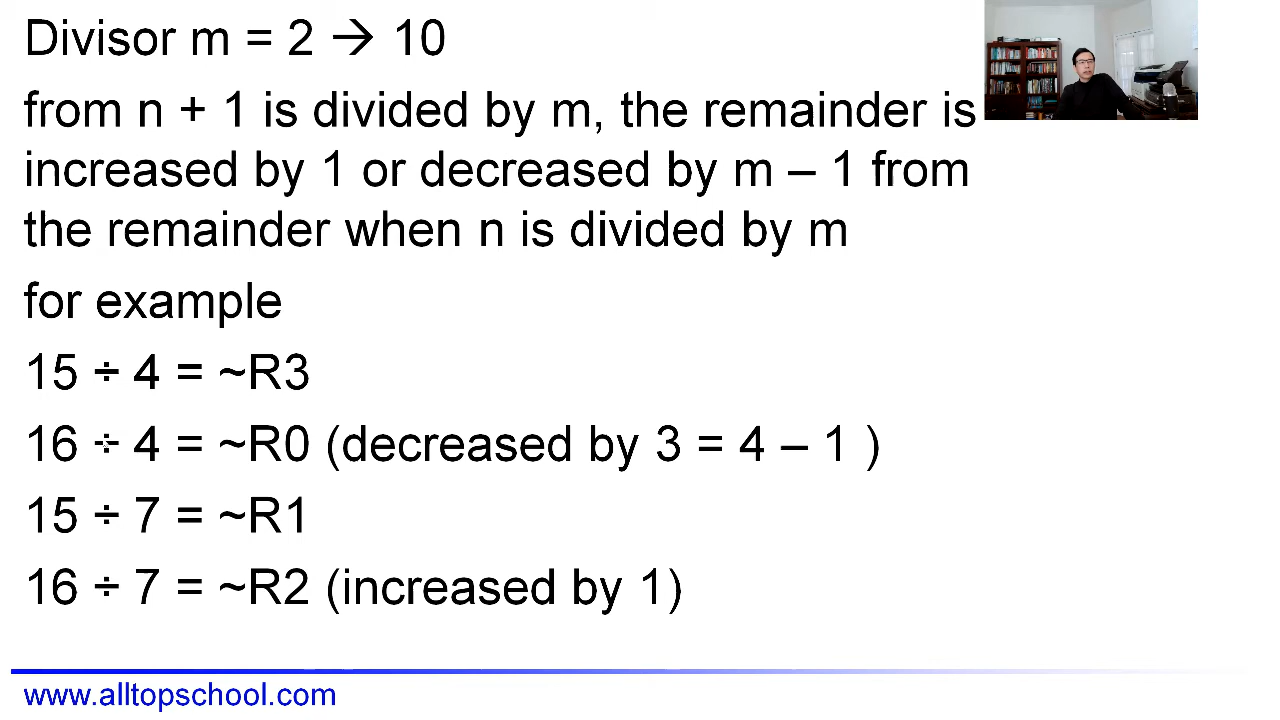 Divisor m = 2 → 10
from n + 1 is divided by m, the remainder is
increased by 1 or decreased by m – 1 from
the remainder when n is divided by m
for example
15 ÷ 4 = ~R3
16 ÷ 4 = ~R0 (decreased by 3 = 4 – 1 )
15 ÷ 7 = ~R1
16 ÷ 7 = ~R2 (increased by 1)
www.alltopschool.com